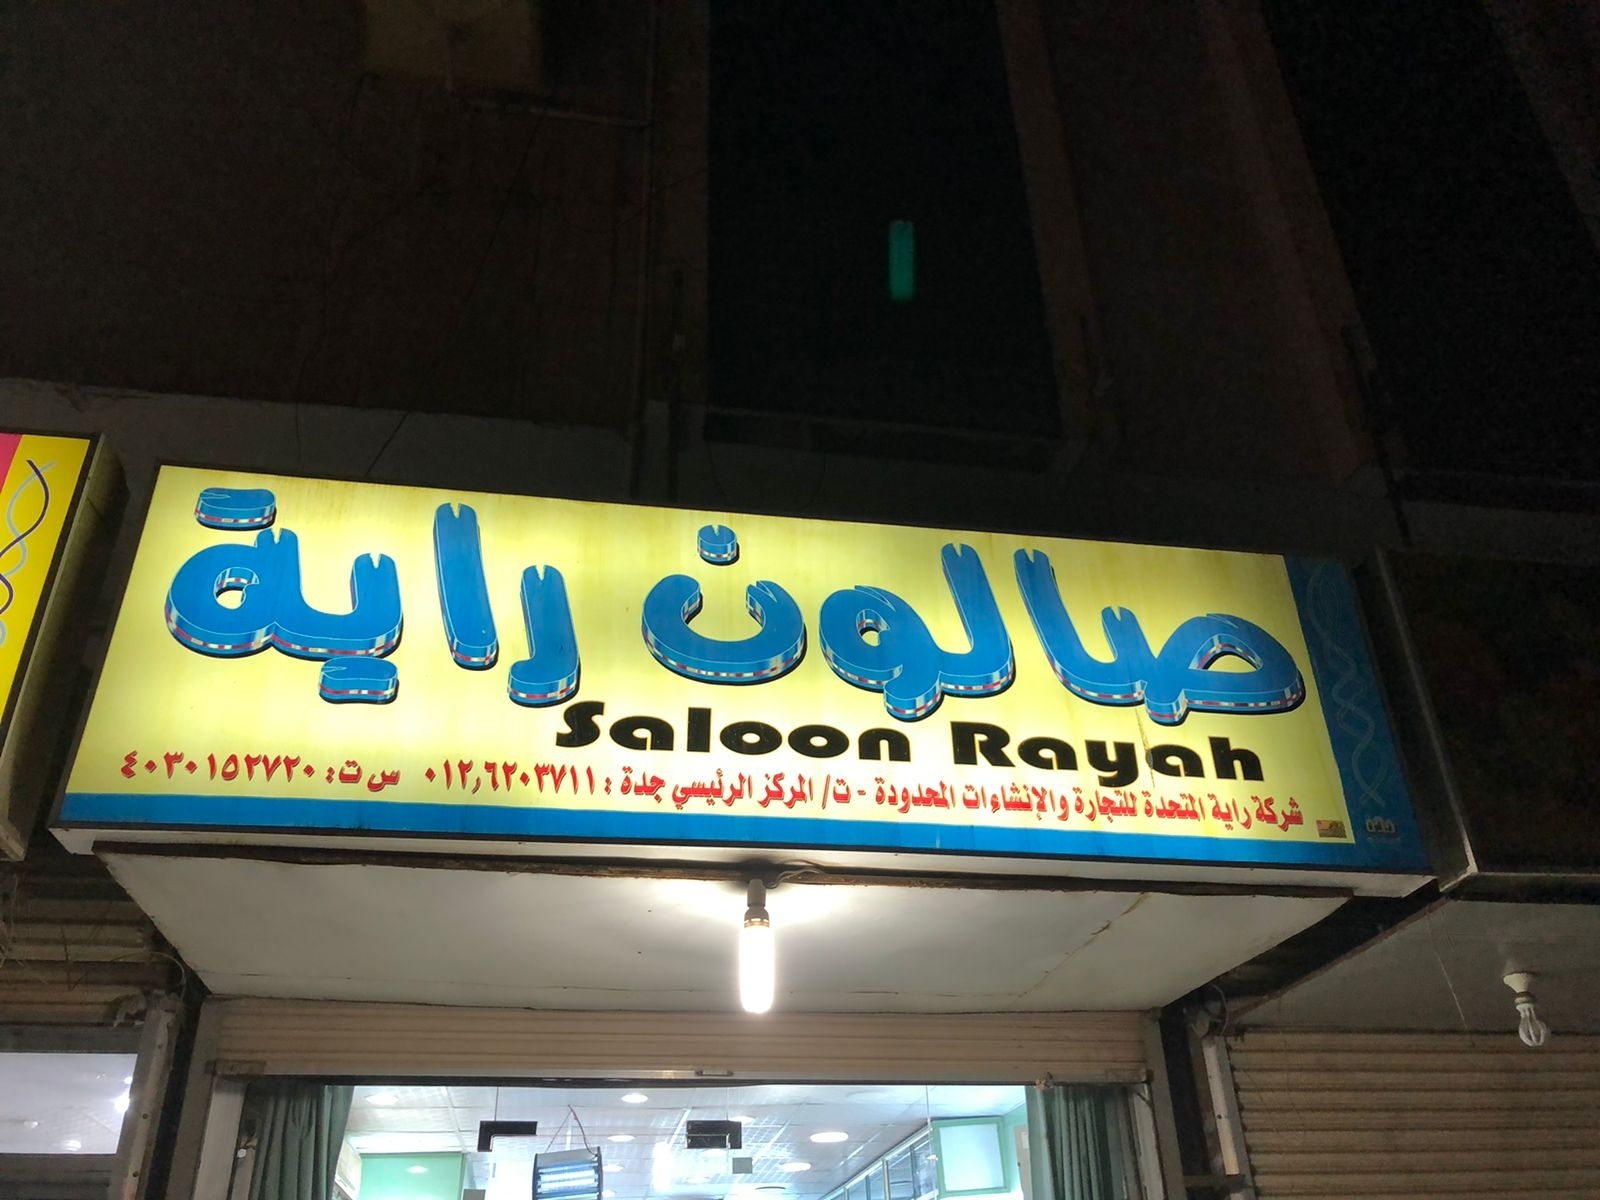 صالون راية
Saloon Rayah
شركة راية المتحدة للتجارة والإنشاءات المحدودة - ت/ المركز الرئيسي جدة : ٠١٢,٦٢٠٣٧١١ س ت : ٤٠٣٠١٥٢٧٢٠